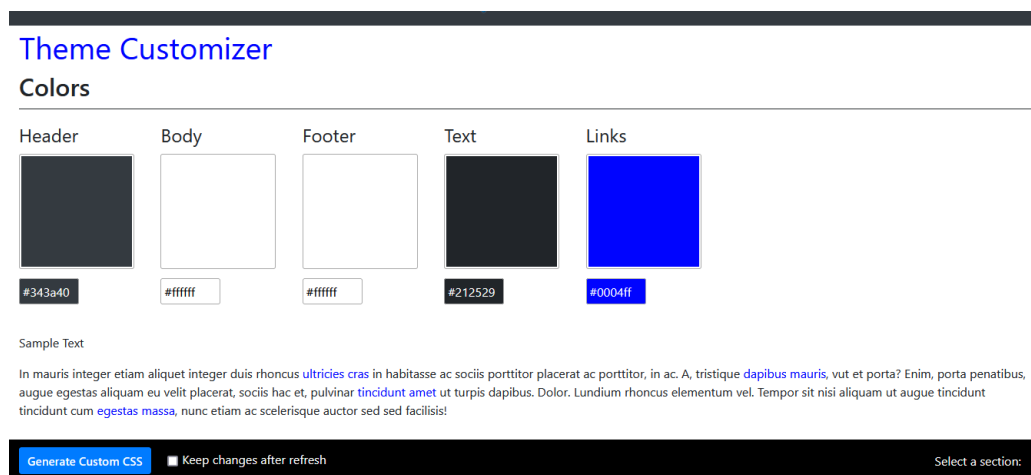 Theme Customizer
Colors
Header Body Footer Text Links
#343a40 #ffffff #ffffff #212529 #0004ff
Sample Text
In mauris integer etiam aliquet integer duis rhoncus ultricies cras in habitasse ac sociis porttitor placerat ac porttitor, in ac. A, tristique dapibus mauris, vut et porta? Enim, porta penatibus,
augue egestas aliquam eu velit placerat, sociis hac et, pulvinar tincidunt amet ut turpis dapibus. Dolor. Lundium rhoncus elementum vel. Tempor sit nisi aliquam ut augue tincidunt
tincidunt cum egestas massa, nunc etiam ac scelerisque auctor sed sed facilisis!
Generate Custom CSS Keep changes after refresh Select a section: